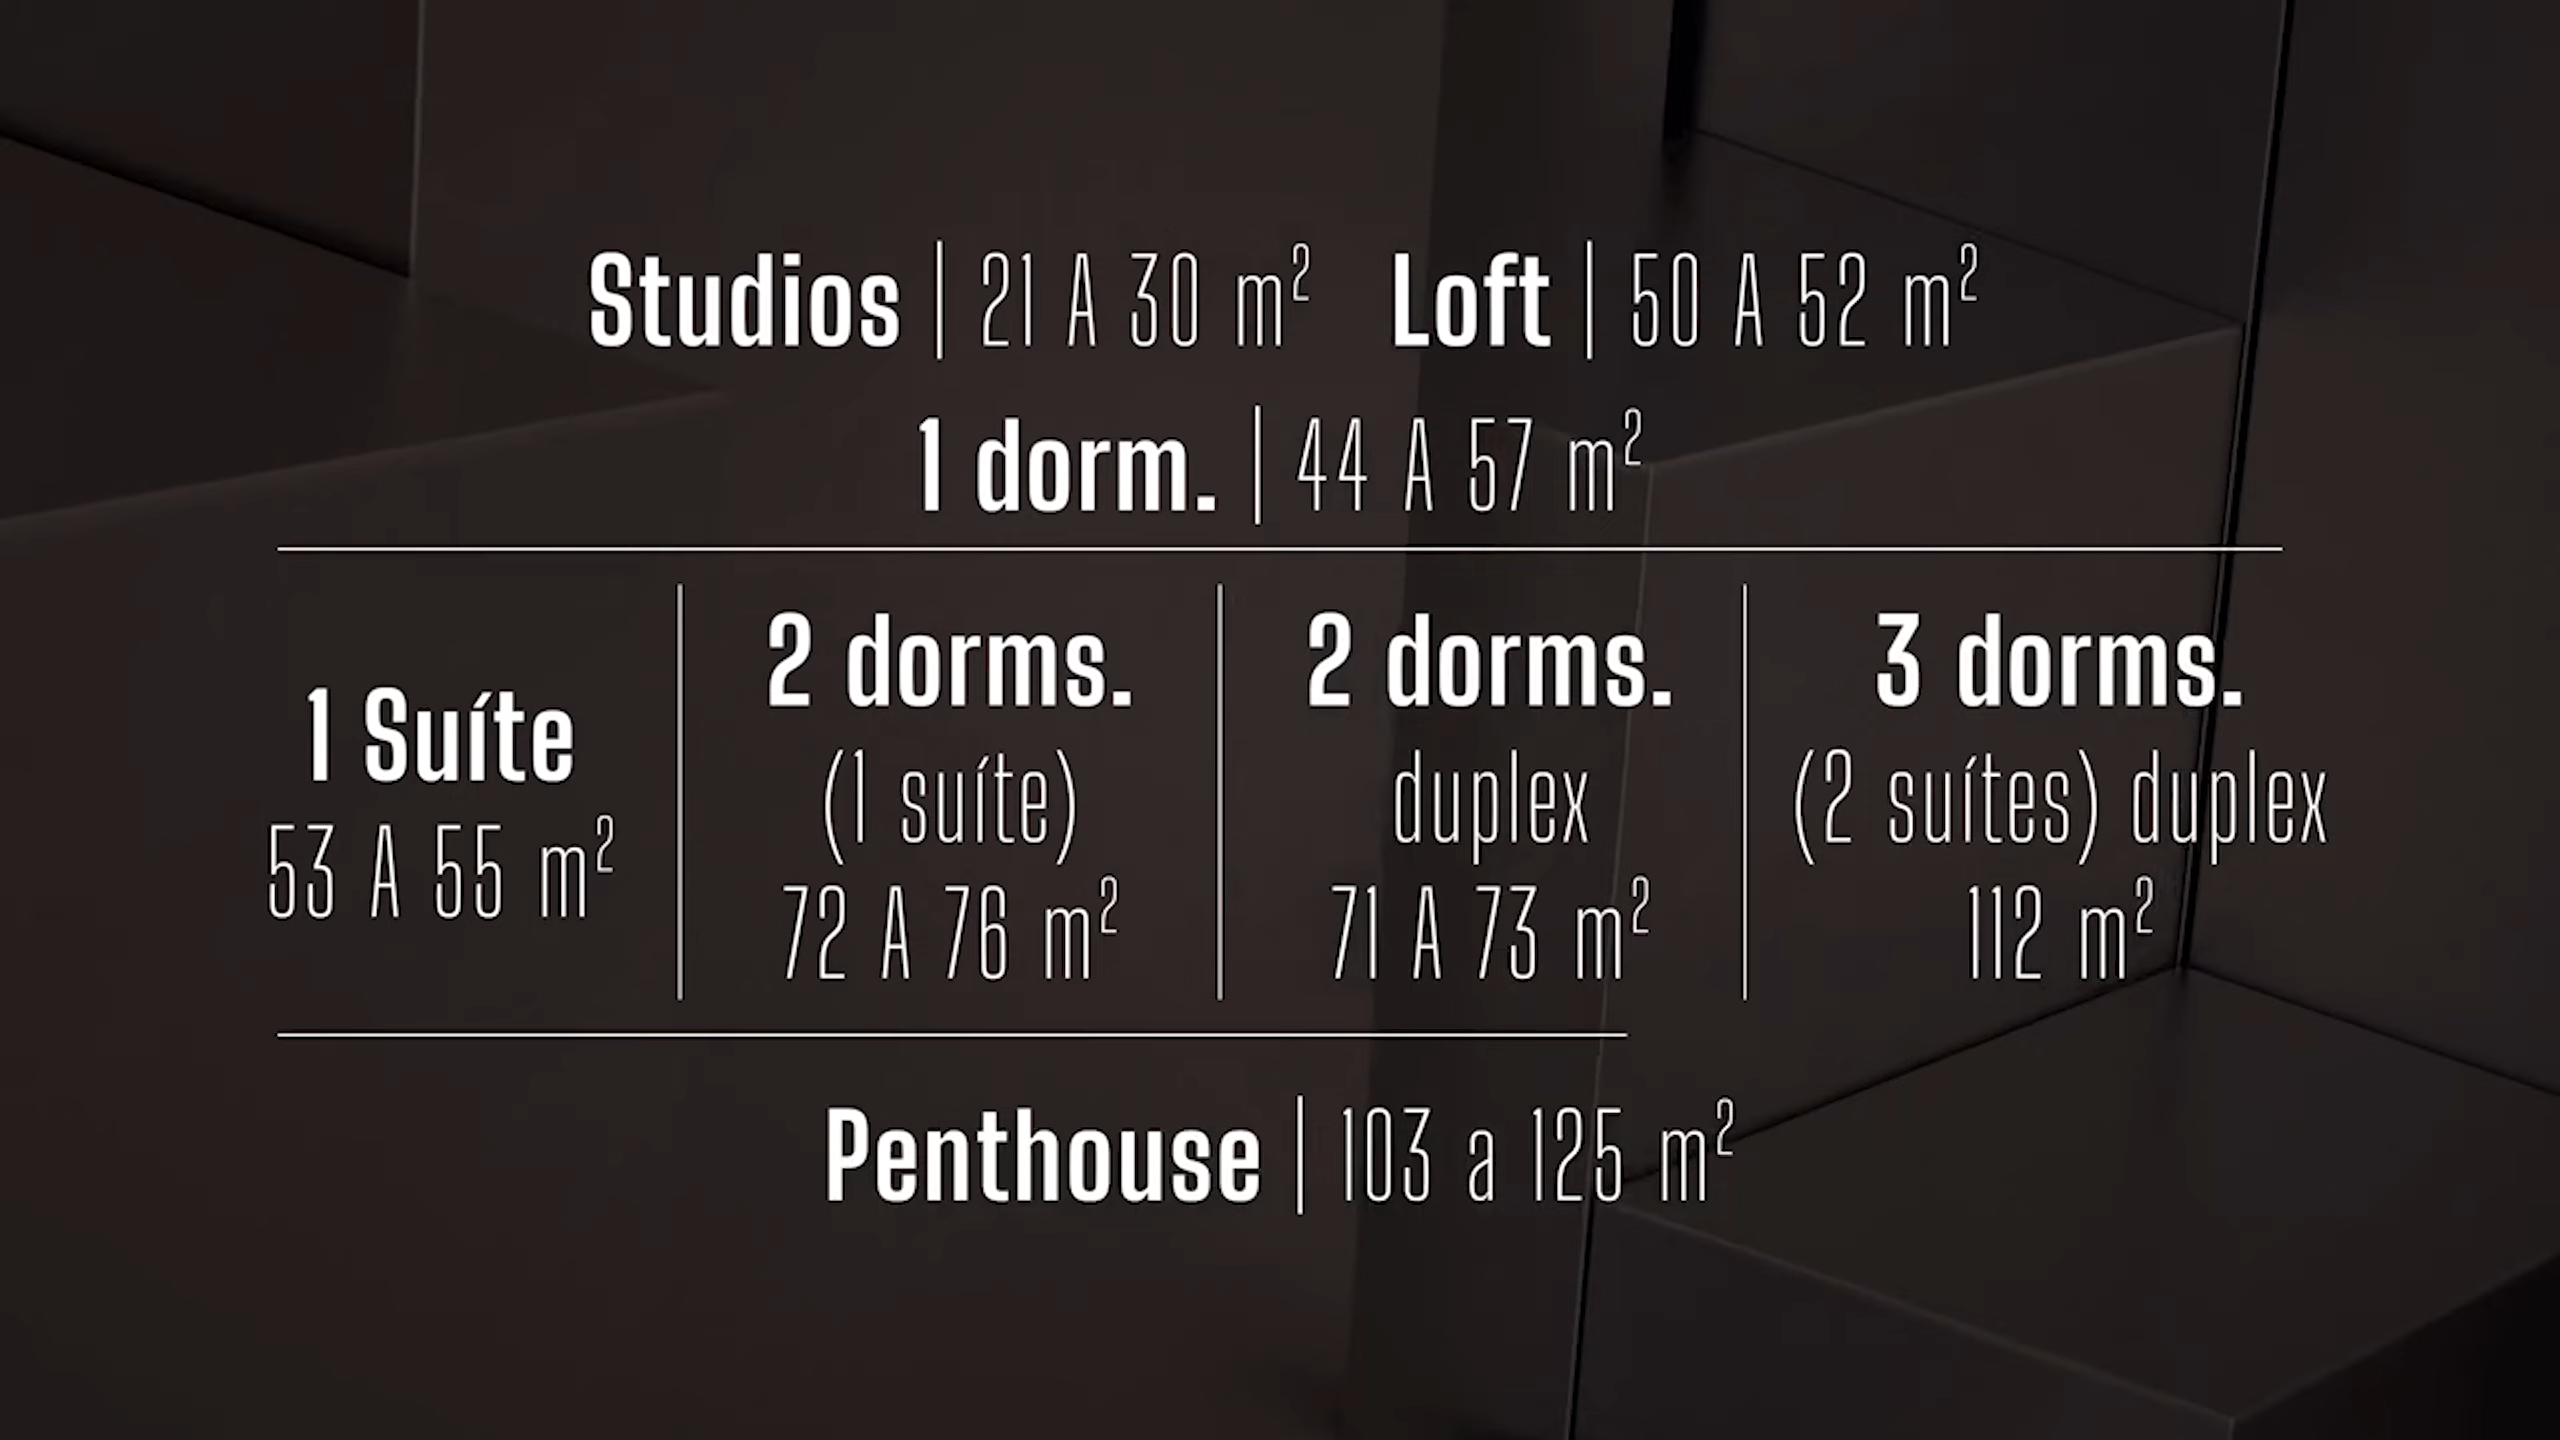 Studios | 21 A 30 m² Loft | 50 A 52 m²
1 dorm. | 44 A 57 m²
1 Suíte
53 A 55 m²
2 dorms.
(1 suíte)
72 A 76 m²
2 dorms.
duplex
71 A 73 m²
3 dorms.
(2 suítes) duplex
112 m²
Penthouse | 103 a 125 m²